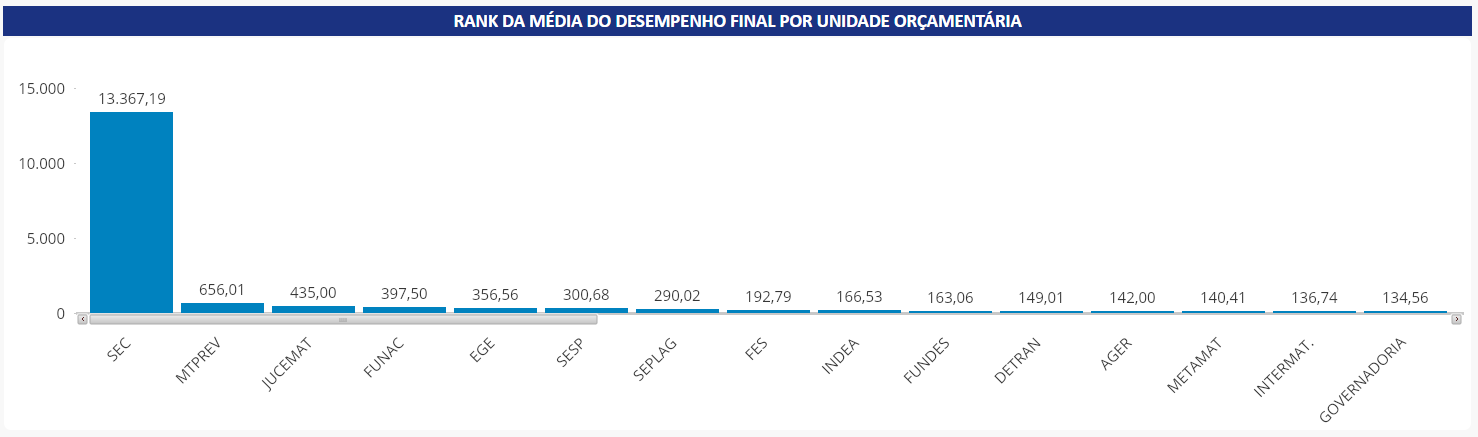 RANK DA MÉDIA DO DESEMPENHO FINAL POR UNIDADE ORÇAMENTÁRIA
15.000
10.000
5.000
0
13.367,19
656,01
435,00
397,50
356,56
300,68
290,02
192,79
166,53
163,06
149,01
142,00
140,41
136,74
134,56
SEC
MTPREV
JUCEMAT
FUNAC
EGE
SESP
SEPLAG
FES
INDEA
FUNDES
DETRAN
AGER
METAMAT
INTERMAT.
GOVERNADORIA